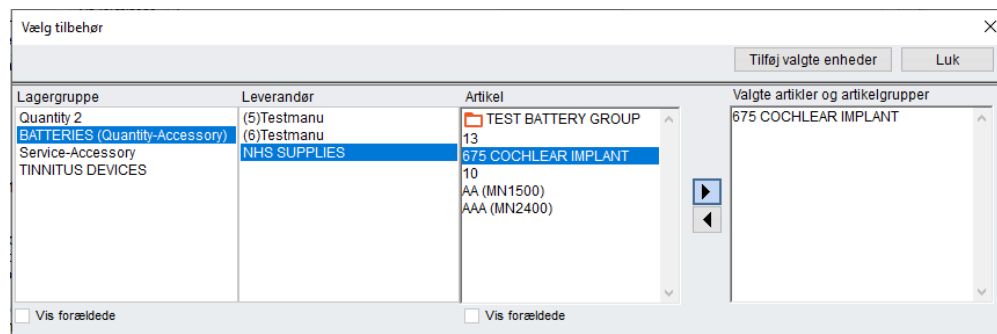 Vælg tilbehør
Tilføj valgte enheder
Luk
Lagergruppe
Quantity 2
BATTERIES (Quantity-Accessory)
Service-Accessory
TINNITUS DEVICES
Vis forældede
Leverandør
(5)Testmanu
(6)Testmanu
NHS SUPPLIES
Artikel
TEST BATTERY GROUP
13
675 COCHLEAR IMPLANT
10
AA (MN1500)
AAA (MN2400)
Vis forældede
Valgte artikler og artikelgrupper
675 COCHLEAR IMPLANT